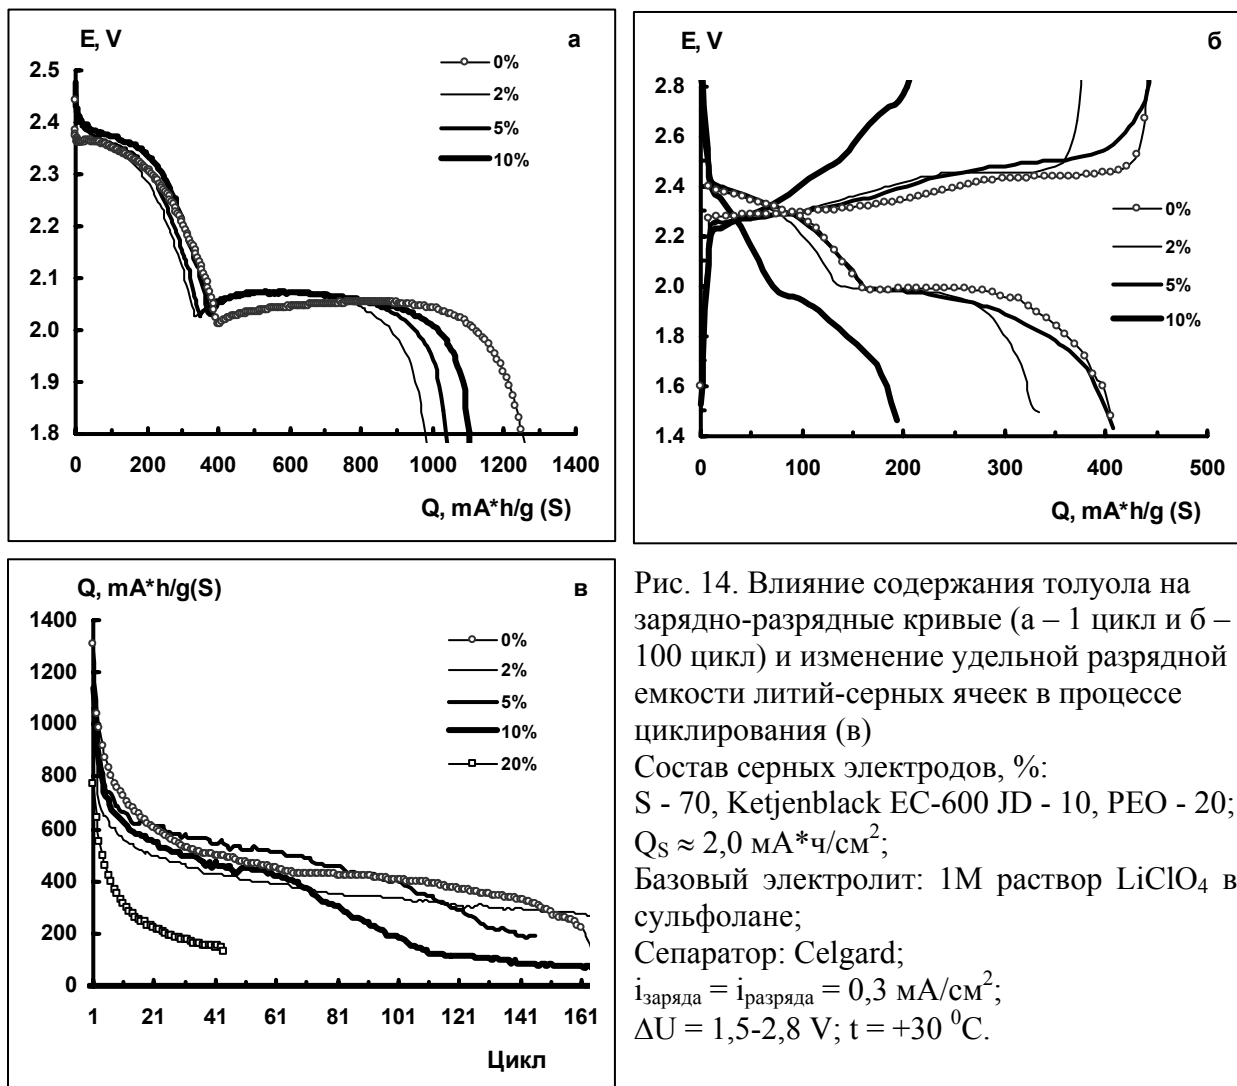 E, V
а
0%
2%
5%
10%
2.5
2.4
2.3
2.2
2.1
2.0
1.9
1.8
0 200 400 600 800 1000 1200 1400
Q, mA*h/g (S)
E, V
б
0%
2%
5%
10%
2.8
2.6
2.4
2.2
2.0
1.8
1.6
1.4
0 100 200 300 400 500
Q, mA*h/g (S)
Q, mA*h/g(S)
в
0%
2%
5%
10%
20%
1400
1200
1000
800
600
400
200
0
1 21 41 61 81 101 121 141 161
Цикл
Рис. 14. Влияние содержания толуола на
зарядно-разрядные кривые (а – 1 цикл и б –
100 цикл) и изменение удельной разрядной
емкости литий-серных ячеек в процессе
циклирования (в)
Состав серных электродов, %:
S - 70, Ketjenblack EC-600 JD - 10, PEO - 20;
Q_S ≈ 2,0 мА*ч/см²;
Базовый электролит: 1М раствор LiClO₄ в
сульфолане;
Сепаратор: Celgard;
i_заряда = i_разряда = 0,3 мА/см²;
ΔU = 1,5-2,8 V; t = +30 ⁰С.